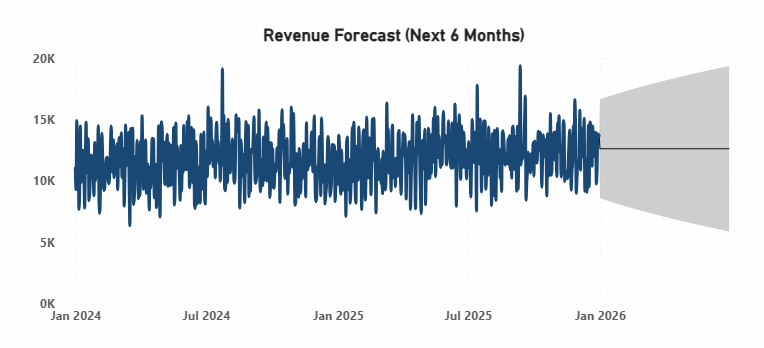 Revenue Forecast (Next 6 Months)
20K
15K
10K
5K
0K
Jan 2024 Jul 2024 Jan 2025 Jul 2025 Jan 2026